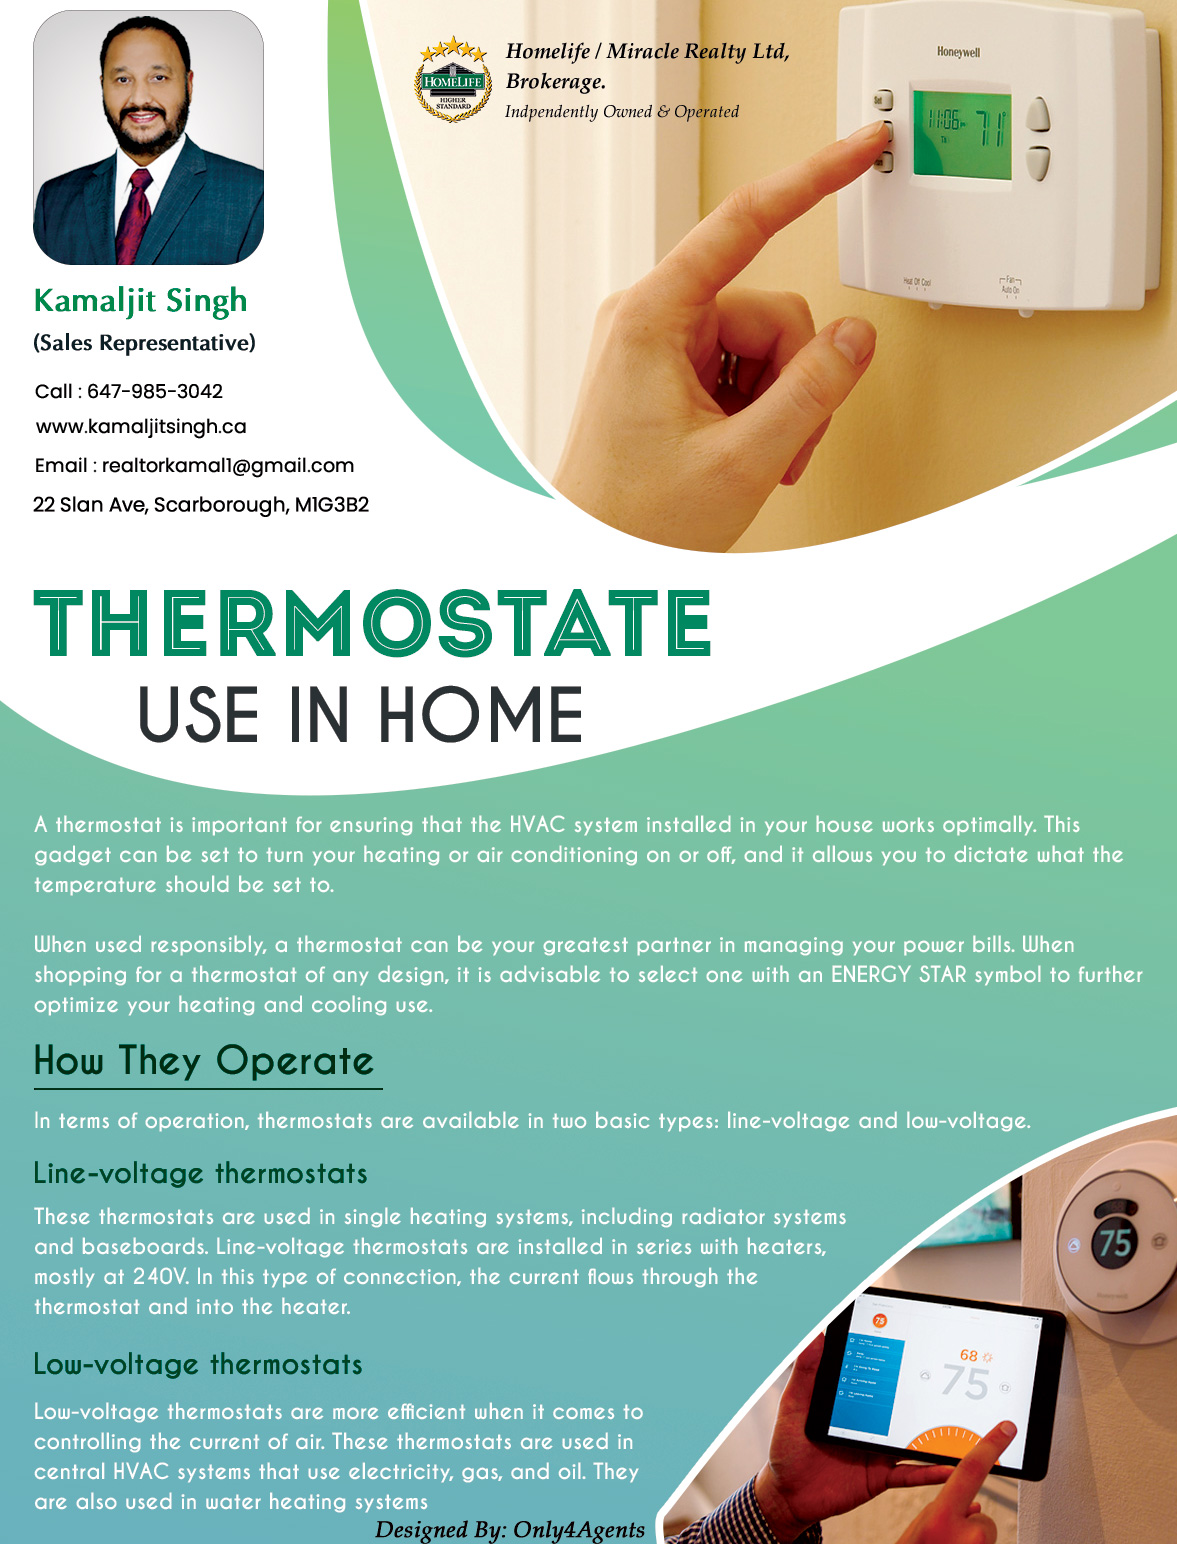 HOMELIFE
HIGHER
STANDARD
Homelife / Miracle Realty Ltd,
Brokerage.
Indpendently Owned & Operated
Honeywell
11:06
71°
Heat Off Cool
Fan
Auto On
Kamaljit Singh
(Sales Representative)
Call : 647-985-3042
www.kamaljitsingh.ca
Email : realtorkamal1@gmail.com
22 Slan Ave, Scarborough, M1G3B2
THERMOSTATE
USE IN HOME
A thermostat is important for ensuring that the HVAC system installed in your house works optimally. This
gadget can be set to turn your heating or air conditioning on or off, and it allows you to dictate what the
temperature should be set to.
When used responsibly, a thermostat can be your greatest partner in managing your power bills. When
shopping for a thermostat of any design, it is advisable to select one with an ENERGY STAR symbol to further
optimize your heating and cooling use.
How They Operate
In terms of operation, thermostats are available in two basic types: line-voltage and low-voltage.
Line-voltage thermostats
These thermostats are used in single heating systems, including radiator systems
and baseboards. Line-voltage thermostats are installed in series with heaters,
mostly at 240V. In this type of connection, the current flows through the
thermostat and into the heater.
Low-voltage thermostats
Low-voltage thermostats are more efficient when it comes to
controlling the current of air. These thermostats are used in
central HVAC systems that use electricity, gas, and oil. They
are also used in water heating systems
75
75
68
75
Designed By: Only4Agents